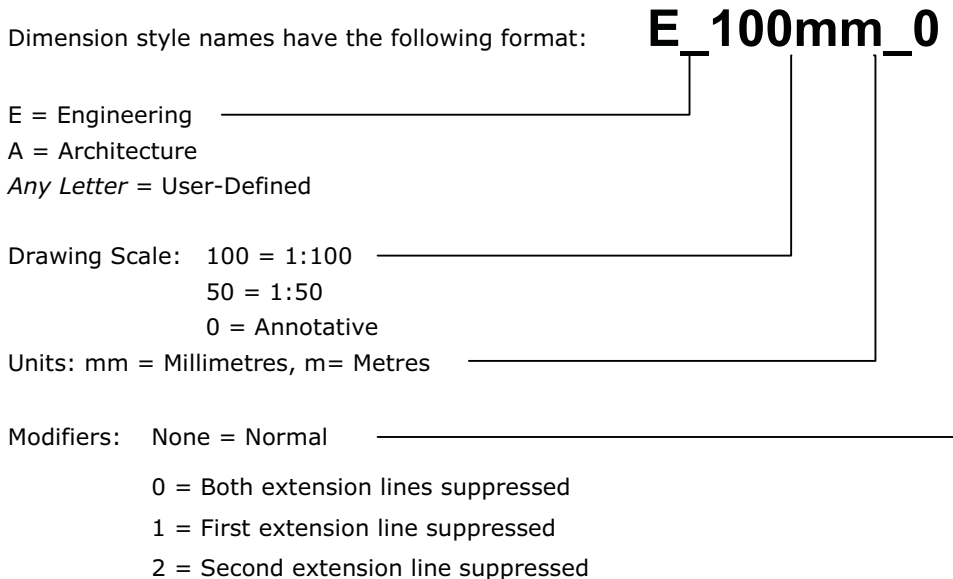 Dimension style names have the following format: E_100mm_0
E = Engineering
A = Architecture
Any Letter = User-Defined
Drawing Scale: 100 = 1:100
50 = 1:50
0 = Annotative
Units: mm = Millimetres, m= Metres
Modifiers: None = Normal
0 = Both extension lines suppressed
1 = First extension line suppressed
2 = Second extension line suppressed